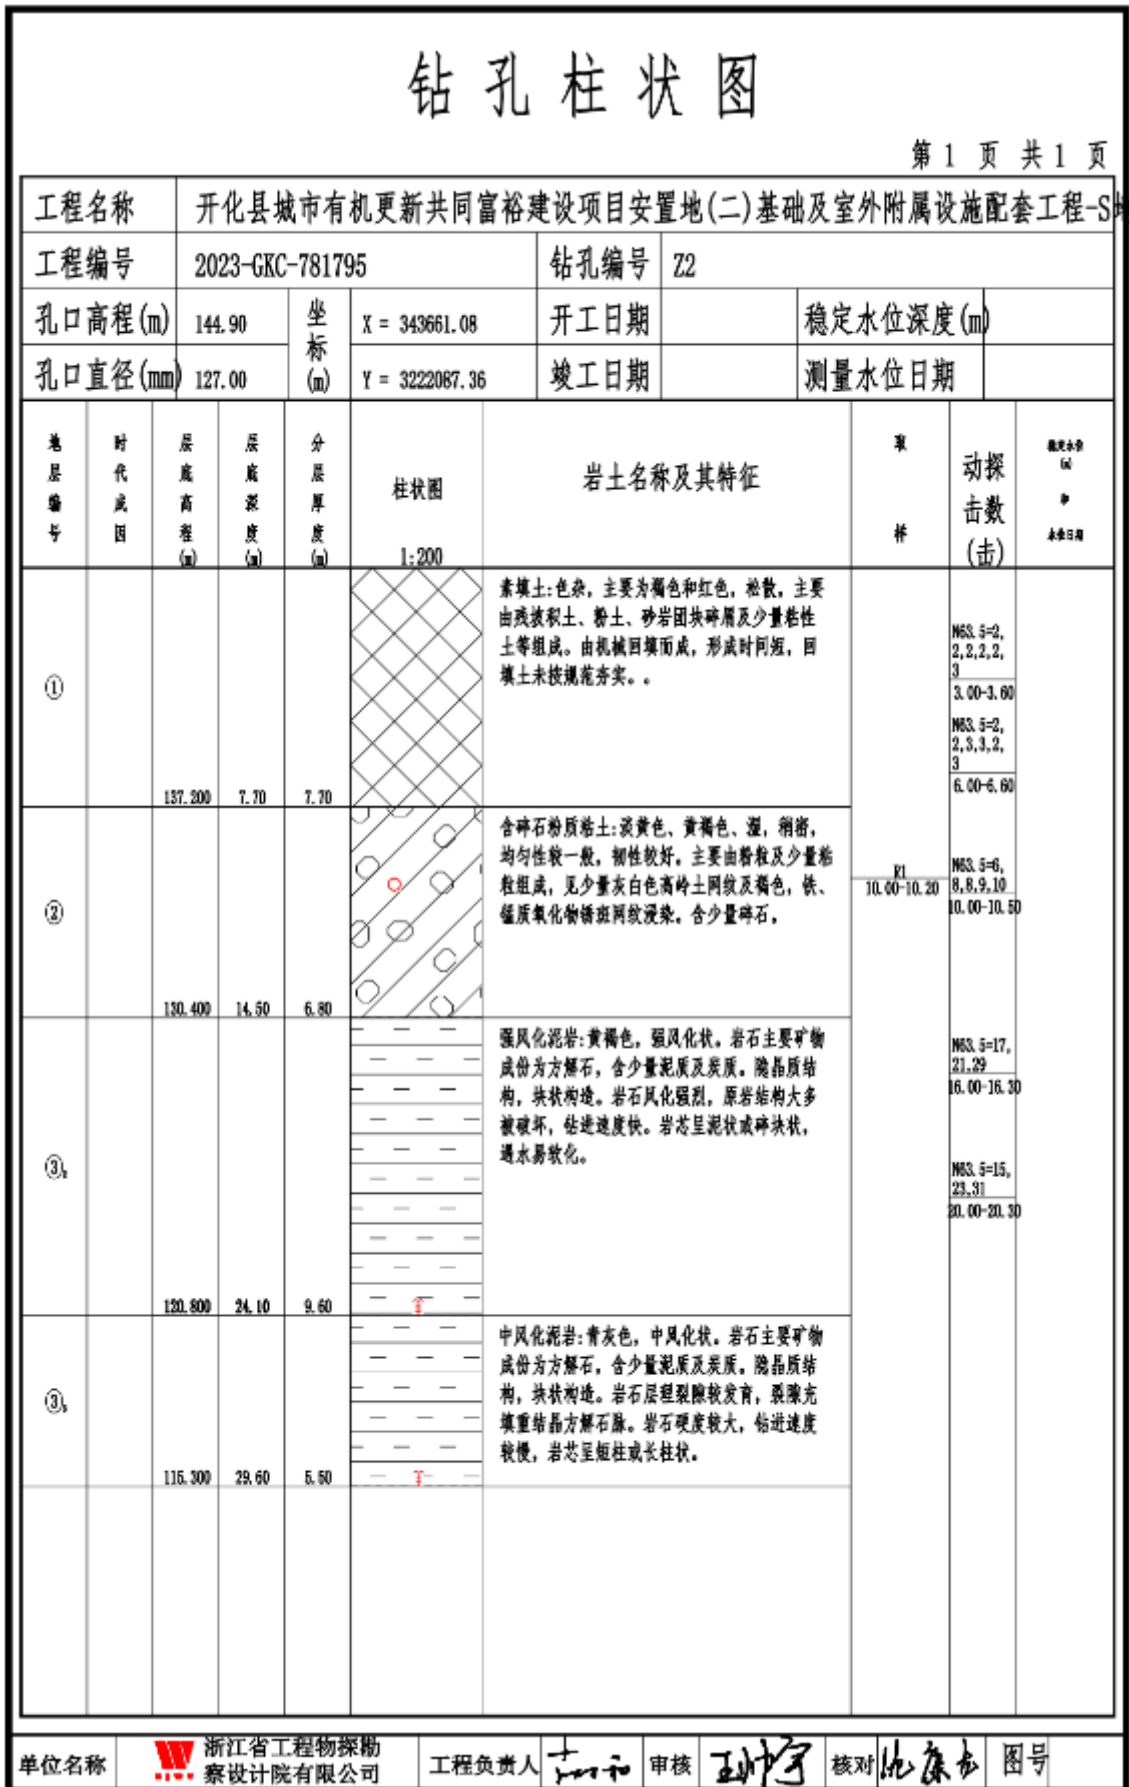 钻孔柱状图
第 1 页 共 1 页
工程名称 开化县城市有机更新共同富裕建设项目安置地(二)基础及室外附属设施配套工程-S
工程编号 2023-GKC-781795 钻孔编号 Z2
孔口高程(m) 144.90 坐标(m) X = 343661.08 开工日期 稳定水位深度(m)
孔口直径(mm) 127.00 Y = 3222087.36 竣工日期 测量水位日期
地层编号 时代成因 层底高程(m) 层底深度(m) 分层厚度(m) 柱状图 1:200 岩土名称及其特征 取样 动探击数(击) 稳定水位(m)和水位日期
素填土:色杂，主要为褐色和红色，松散，主要
由残坡积土、粉土、砂岩团块碎屑及少量粘性
土等组成。由机械回填而成，形成时间短，回
填土未按规范夯实。。
N63.5=2,
2,2,2,2,
3
3.00-3.60
N63.5=2,
2,3,3,2,
3
6.00-6.60
①
137.200 7.70 7.70
含碎石粉质粘土:淡黄色、黄褐色、湿，稍密，
均匀性较一般，韧性较好。主要由粉粒及少量粘
粒组成，见少量灰白色高岭土网纹及褐色，铁、
锰质氧化物锈斑网纹浸染。含少量碎石。
R1
10.00-10.20
N63.5=6,
8,8,9,10
10.00-10.50
②
130.400 14.50 6.80
强风化泥岩:黄褐色，强风化状。岩石主要矿物
成份为方解石，含少量泥质及炭质。隐晶质结
构，块状构造。岩石风化强烈，原岩结构大多
被破坏，钻进速度快。岩芯呈泥状或碎块状，
遇水易软化。
N63.5=17,
21,29
16.00-16.30
N63.5=15,
23,31
20.00-20.30
③₂
120.800 24.10 9.60
中风化泥岩:青灰色，中风化状。岩石主要矿物
成份为方解石，含少量泥质及炭质。隐晶质结
构，块状构造。岩石层理裂隙较发育，裂隙充
填重结晶方解石脉。岩石硬度较大，钻进速度
较慢，岩芯呈短柱或长柱状。
③₃
115.300 29.60 5.50
单位名称 浙江省工程物探勘察设计院有限公司 工程负责人 审核 王帅宇 核对 图号